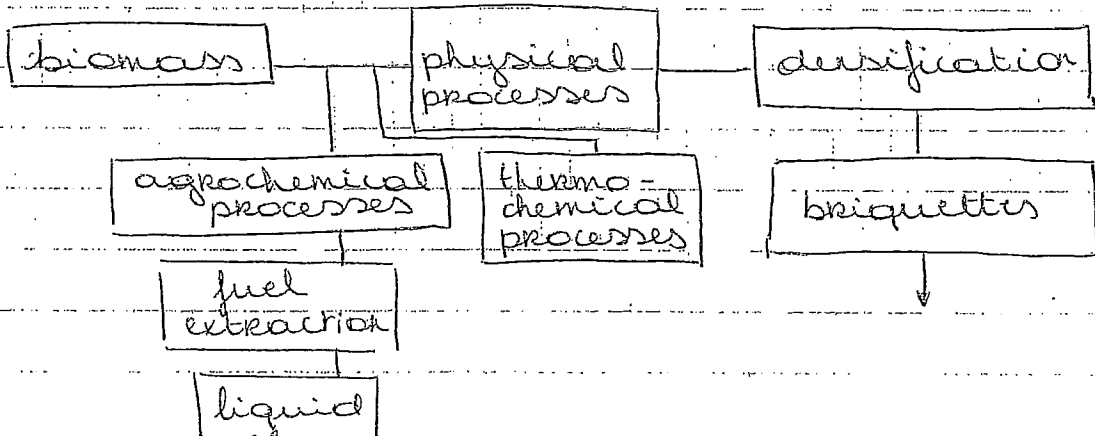 biomass
physical
processes
densification
agrochemical
processes
thermo-
chemical
processes
briquettes
fuel
extraction
liquid